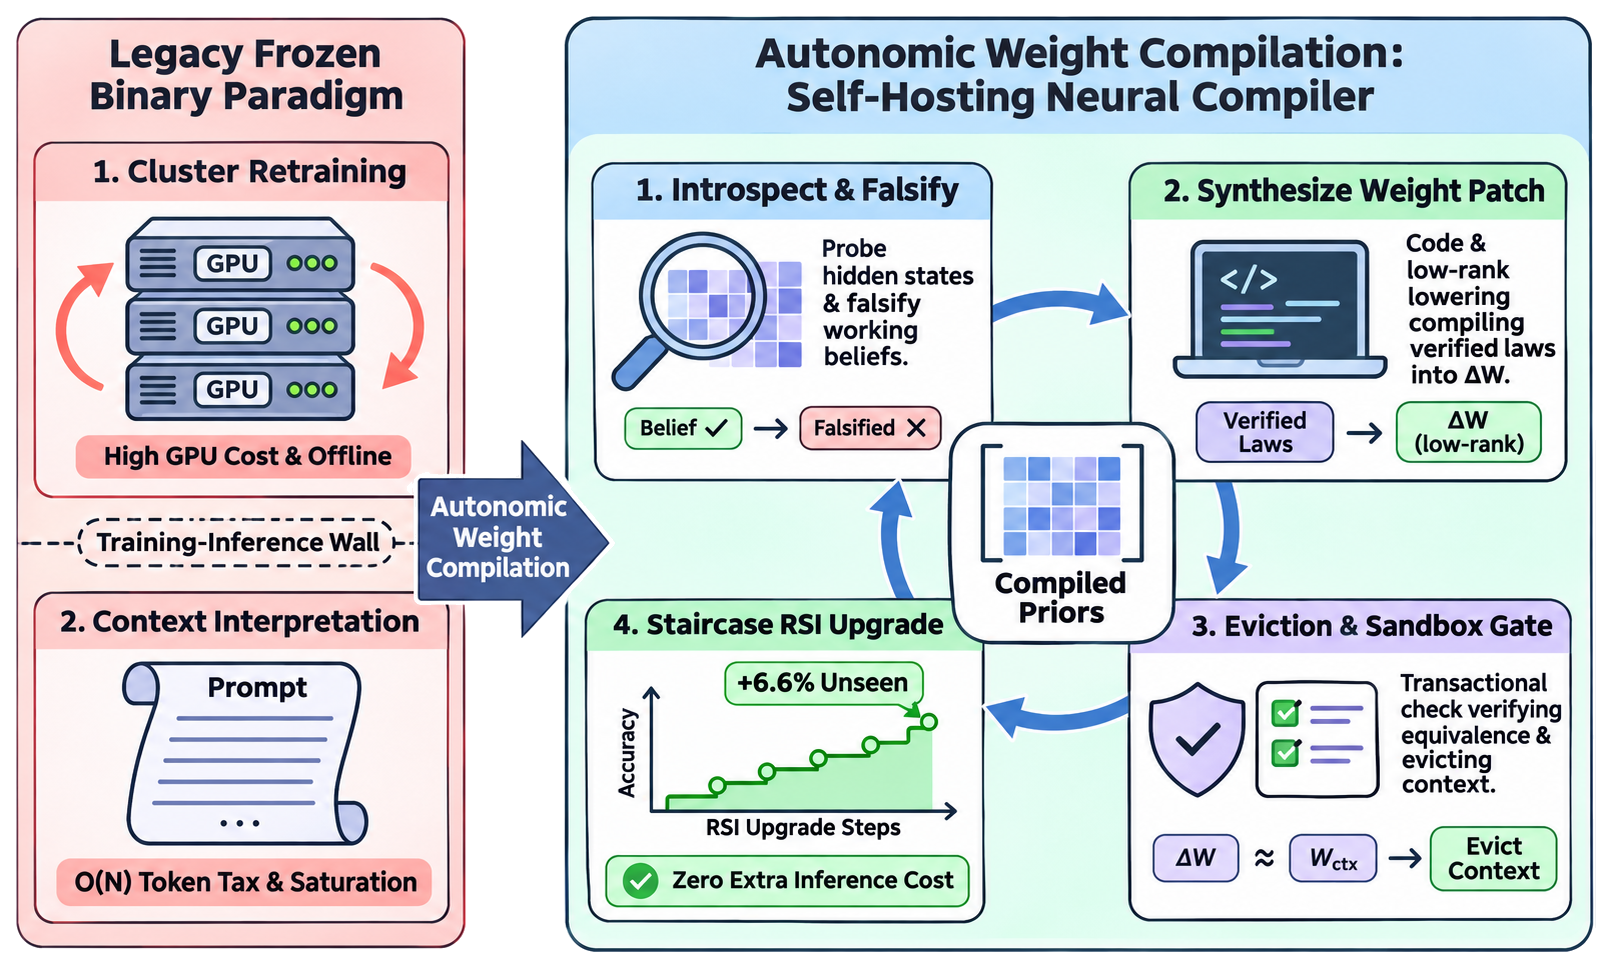 Legacy Frozen
Binary Paradigm
1. Cluster Retraining
GPU
GPU
GPU
High GPU Cost & Offline
Training-Inference Wall
2. Context Interpretation
Prompt
...
O(N) Token Tax & Saturation
Autonomic
Weight
Compilation
Autonomic Weight Compilation:
Self-Hosting Neural Compiler
1. Introspect & Falsify
Probe
hidden states
& falsify
working
beliefs.
Belief ✓ → Falsified ✕
2. Synthesize Weight Patch
</>
Code &
low-rank
lowering
compiling
verified laws
into ΔW.
Verified
Laws
→
ΔW
(low-rank)
Compiled
Priors
3. Eviction & Sandbox Gate
Transactional
check verifying
equivalence &
evicting
context.
ΔW ≈ Wctx →
Evict
Context
4. Staircase RSI Upgrade
+6.6% Unseen
Accuracy
RSI Upgrade Steps
Zero Extra Inference Cost